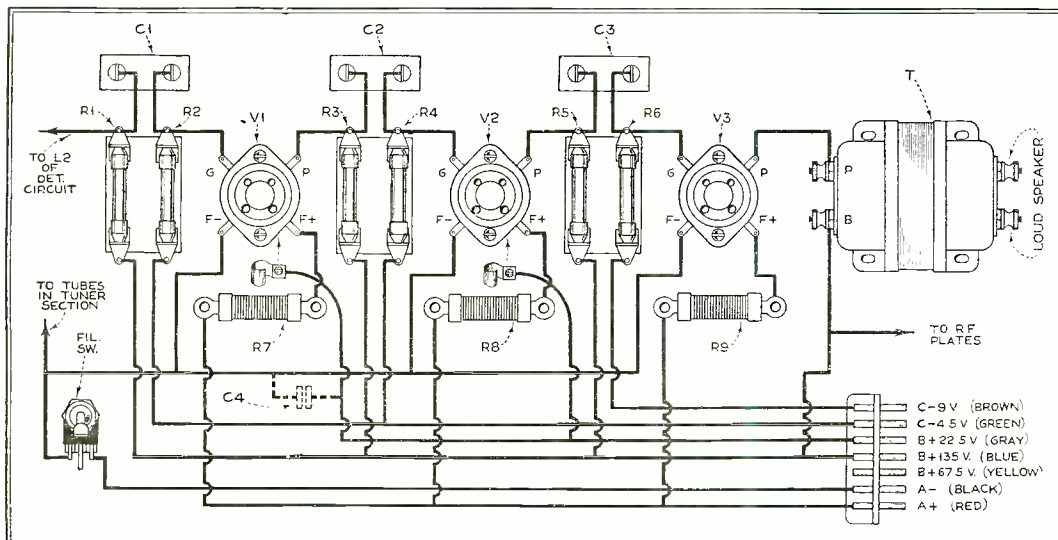 C1
C2
C3
T
R1
R2
V1
R3
R4
V2
R5
R6
V3
TO L2
OF
DET.
CIRCUIT
G
P
F-
F+
G
P
F-
F+
G
P
F-
F+
P
B
LOUD SPEAKER
TO TUBES
IN TUNER
SECTION
FIL.
SW.
R7
R8
R9
C4
TO RF
PLATES
C-9 V (BROWN)
C-4.5 V (GREEN)
B+22.5 V (GRAY)
B+135 V. (BLUE)
B+67.5 V. (YELLOW)
A- (BLACK)
A+ (RED)